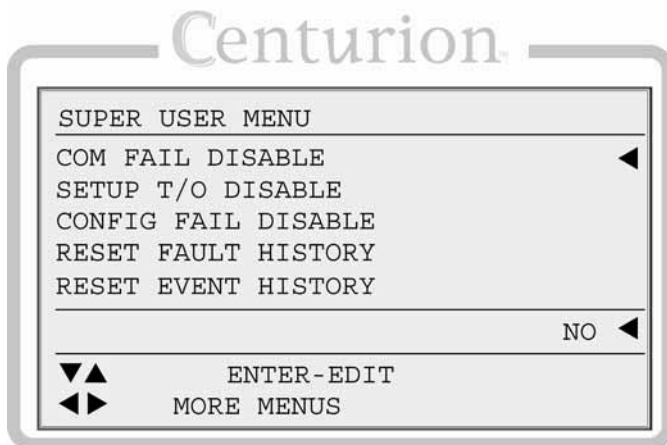 Centurion™
SUPER USER MENU
COM FAIL DISABLE ◀
SETUP T/O DISABLE
CONFIG FAIL DISABLE
RESET FAULT HISTORY
RESET EVENT HISTORY
NO ◀
▼▲ ENTER-EDIT
◀▶ MORE MENUS